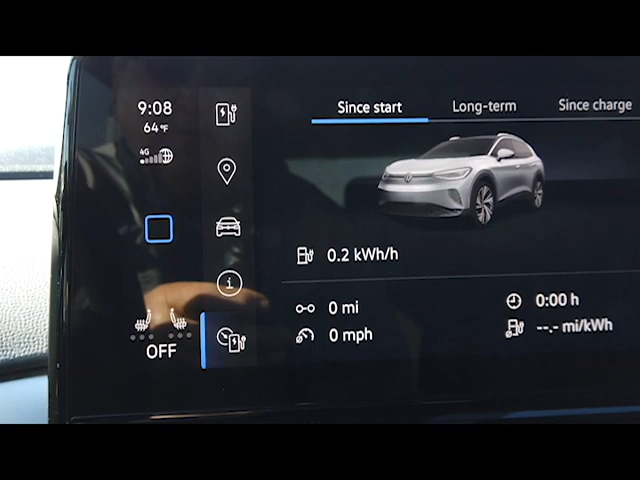 9:08
64°F
4G
OFF
Since start
Long-term
Since charge
0.2 kWh/h
0 mi
0 mph
0:00 h
--.- mi/kWh